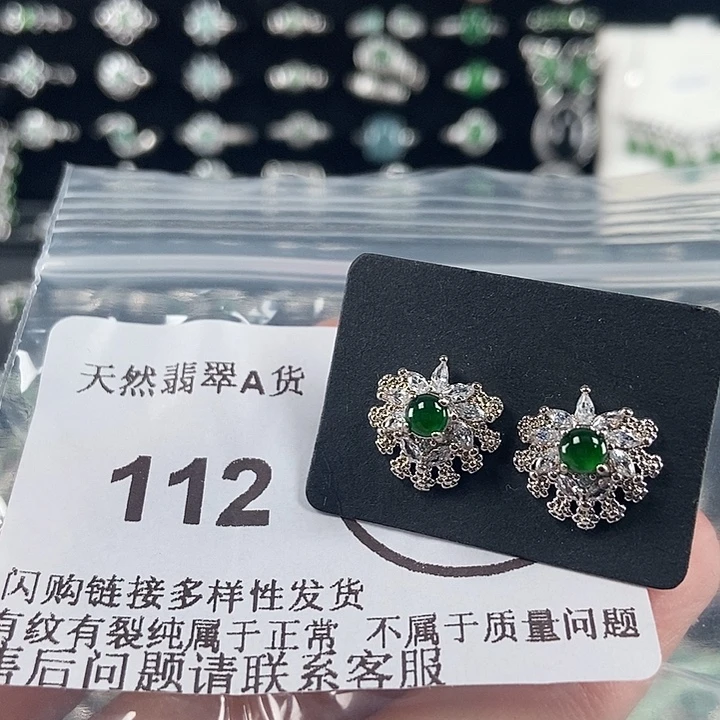 天然翡翠A货
112
闪购链接多样性发货
有纹有裂纯属于正常 不属于质量问题
售后问题请联系客服